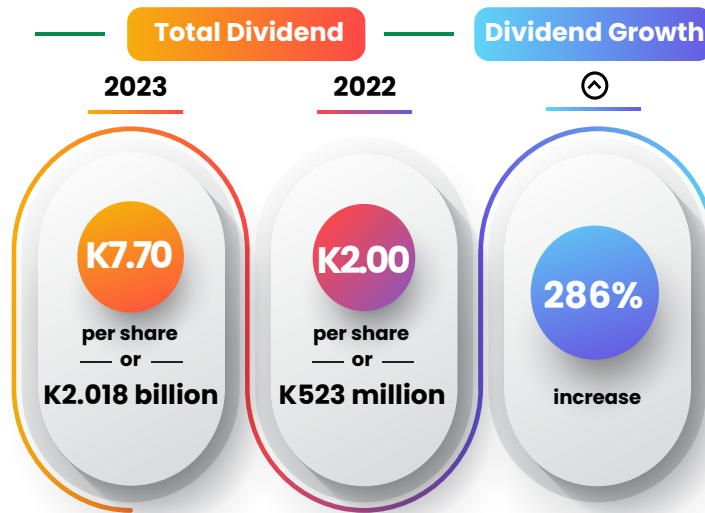 Total Dividend
Dividend Growth
2023
2022
K7.70
per share
or
K2.018 billion
K2.00
per share
or
K523 million
286%
increase